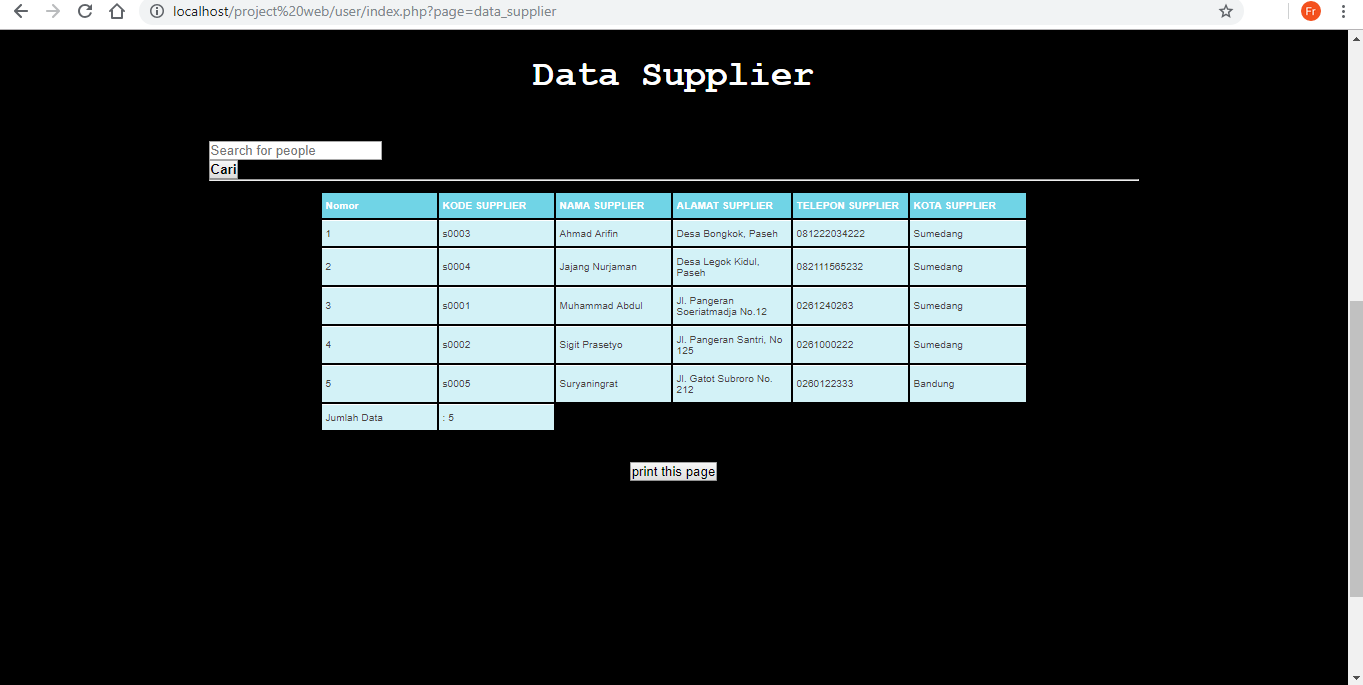 localhost/project%20web/user/index.php?page=data_supplier
Fr
Data Supplier
Search for people
Cari
Nomor KODE SUPPLIER NAMA SUPPLIER ALAMAT SUPPLIER TELEPON SUPPLIER KOTA SUPPLIER
1 s0003 Ahmad Arifin Desa Bongkok, Paseh 081222034222 Sumedang
2 s0004 Jajang Nurjaman Desa Legok Kidul, Paseh 082111565232 Sumedang
3 s0001 Muhammad Abdul Jl. Pangeran Soeriatmadja No.12 0261240263 Sumedang
4 s0002 Sigit Prasetyo Jl. Pangeran Santri, No 125 0261000222 Sumedang
5 s0005 Suryaningrat Jl. Gatot Subroro No. 212 0260122333 Bandung
Jumlah Data : 5
print this page